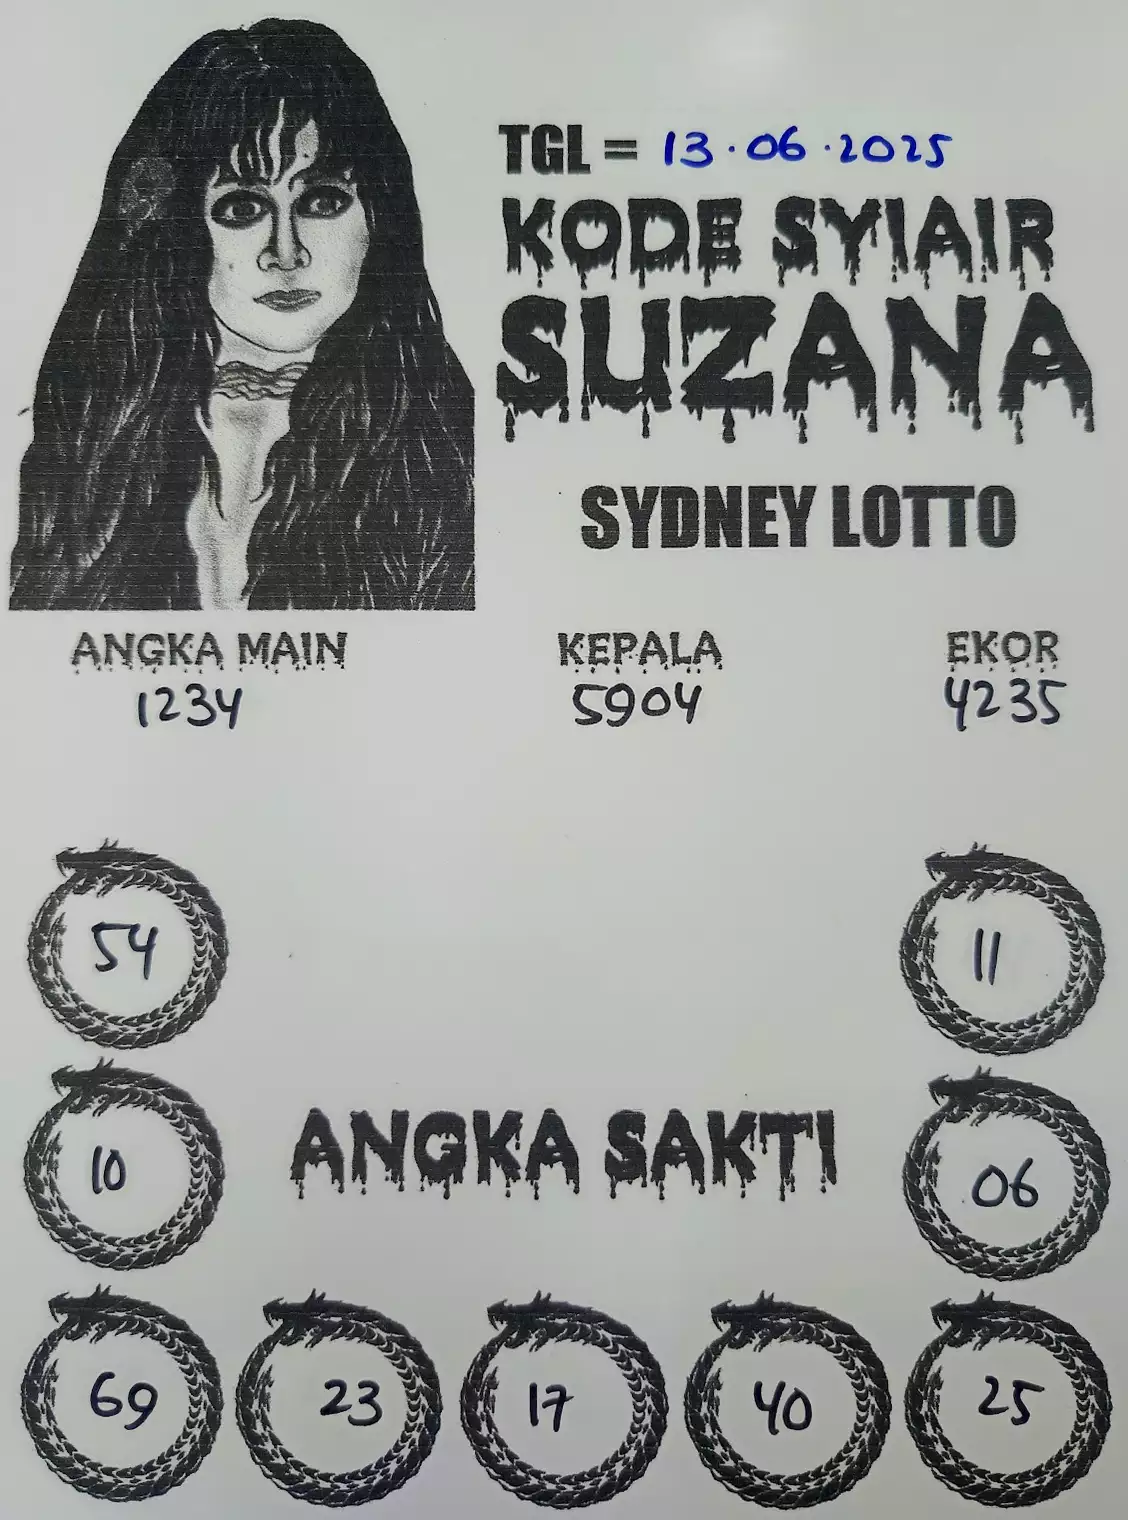 TGL = 13.06.2025
KODE SYIAIR
SUZANA
SYDNEY LOTTO
ANGKA MAIN KEPALA EKOR
1234 5904 4235
54 11
ANGKA SAKTI
10 06
69 23 17 40 25